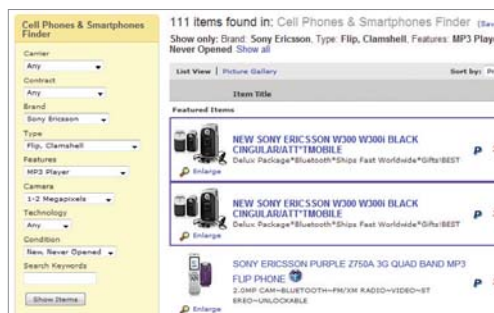 Cell Phones & Smartphones
Finder
Carrier
Any
Contract
Any
Brand
Sony Ericsson
Type
Flip, Clamshell
Features
MP3 Player
Camera
1-2 Megapixels
Technology
Any
Condition
New, Never Opened
Search Keywords
Show Items
111 items found in: Cell Phones & Smartphones Finder
Show only: Brand: Sony Ericsson, Type: Flip, Clamshell, Features: MP3 Play
Never Opened Show all
List View | Picture Gallery
Sort by:
Item Title
Featured Items
NEW SONY ERICSSON W300 W300i BLACK
CINGULAR/ATT*TMOBILE
Delux Package*Bluetooth*Ships Fast Worldwide*Gifts!BEST
P
Enlarge
NEW SONY ERICSSON W300 W300i BLACK
CINGULAR/ATT*TMOBILE
Delux Package*Bluetooth*Ships Fast Worldwide*Gifts!BEST
P
Enlarge
SONY ERICSSON PURPLE Z750A 3G QUAD BAND MP3
FLIP PHONE
2.0MP CAM~BLUETOOTH~FM/XM RADIO~VIDEO~ST
EREO~UNLOCKABLE
P
Enlarge